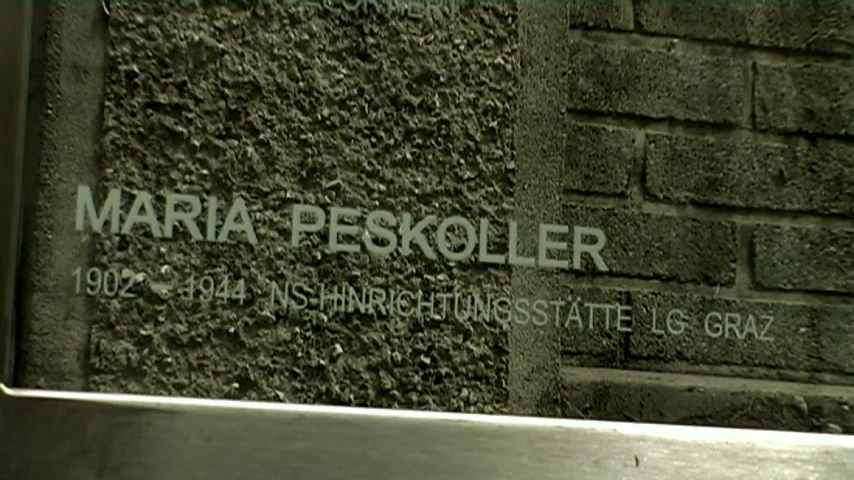 MARIA PESKOLLER
1902 - 1944 NS-HINRICHTUNGSSTÄTTE LG GRAZ